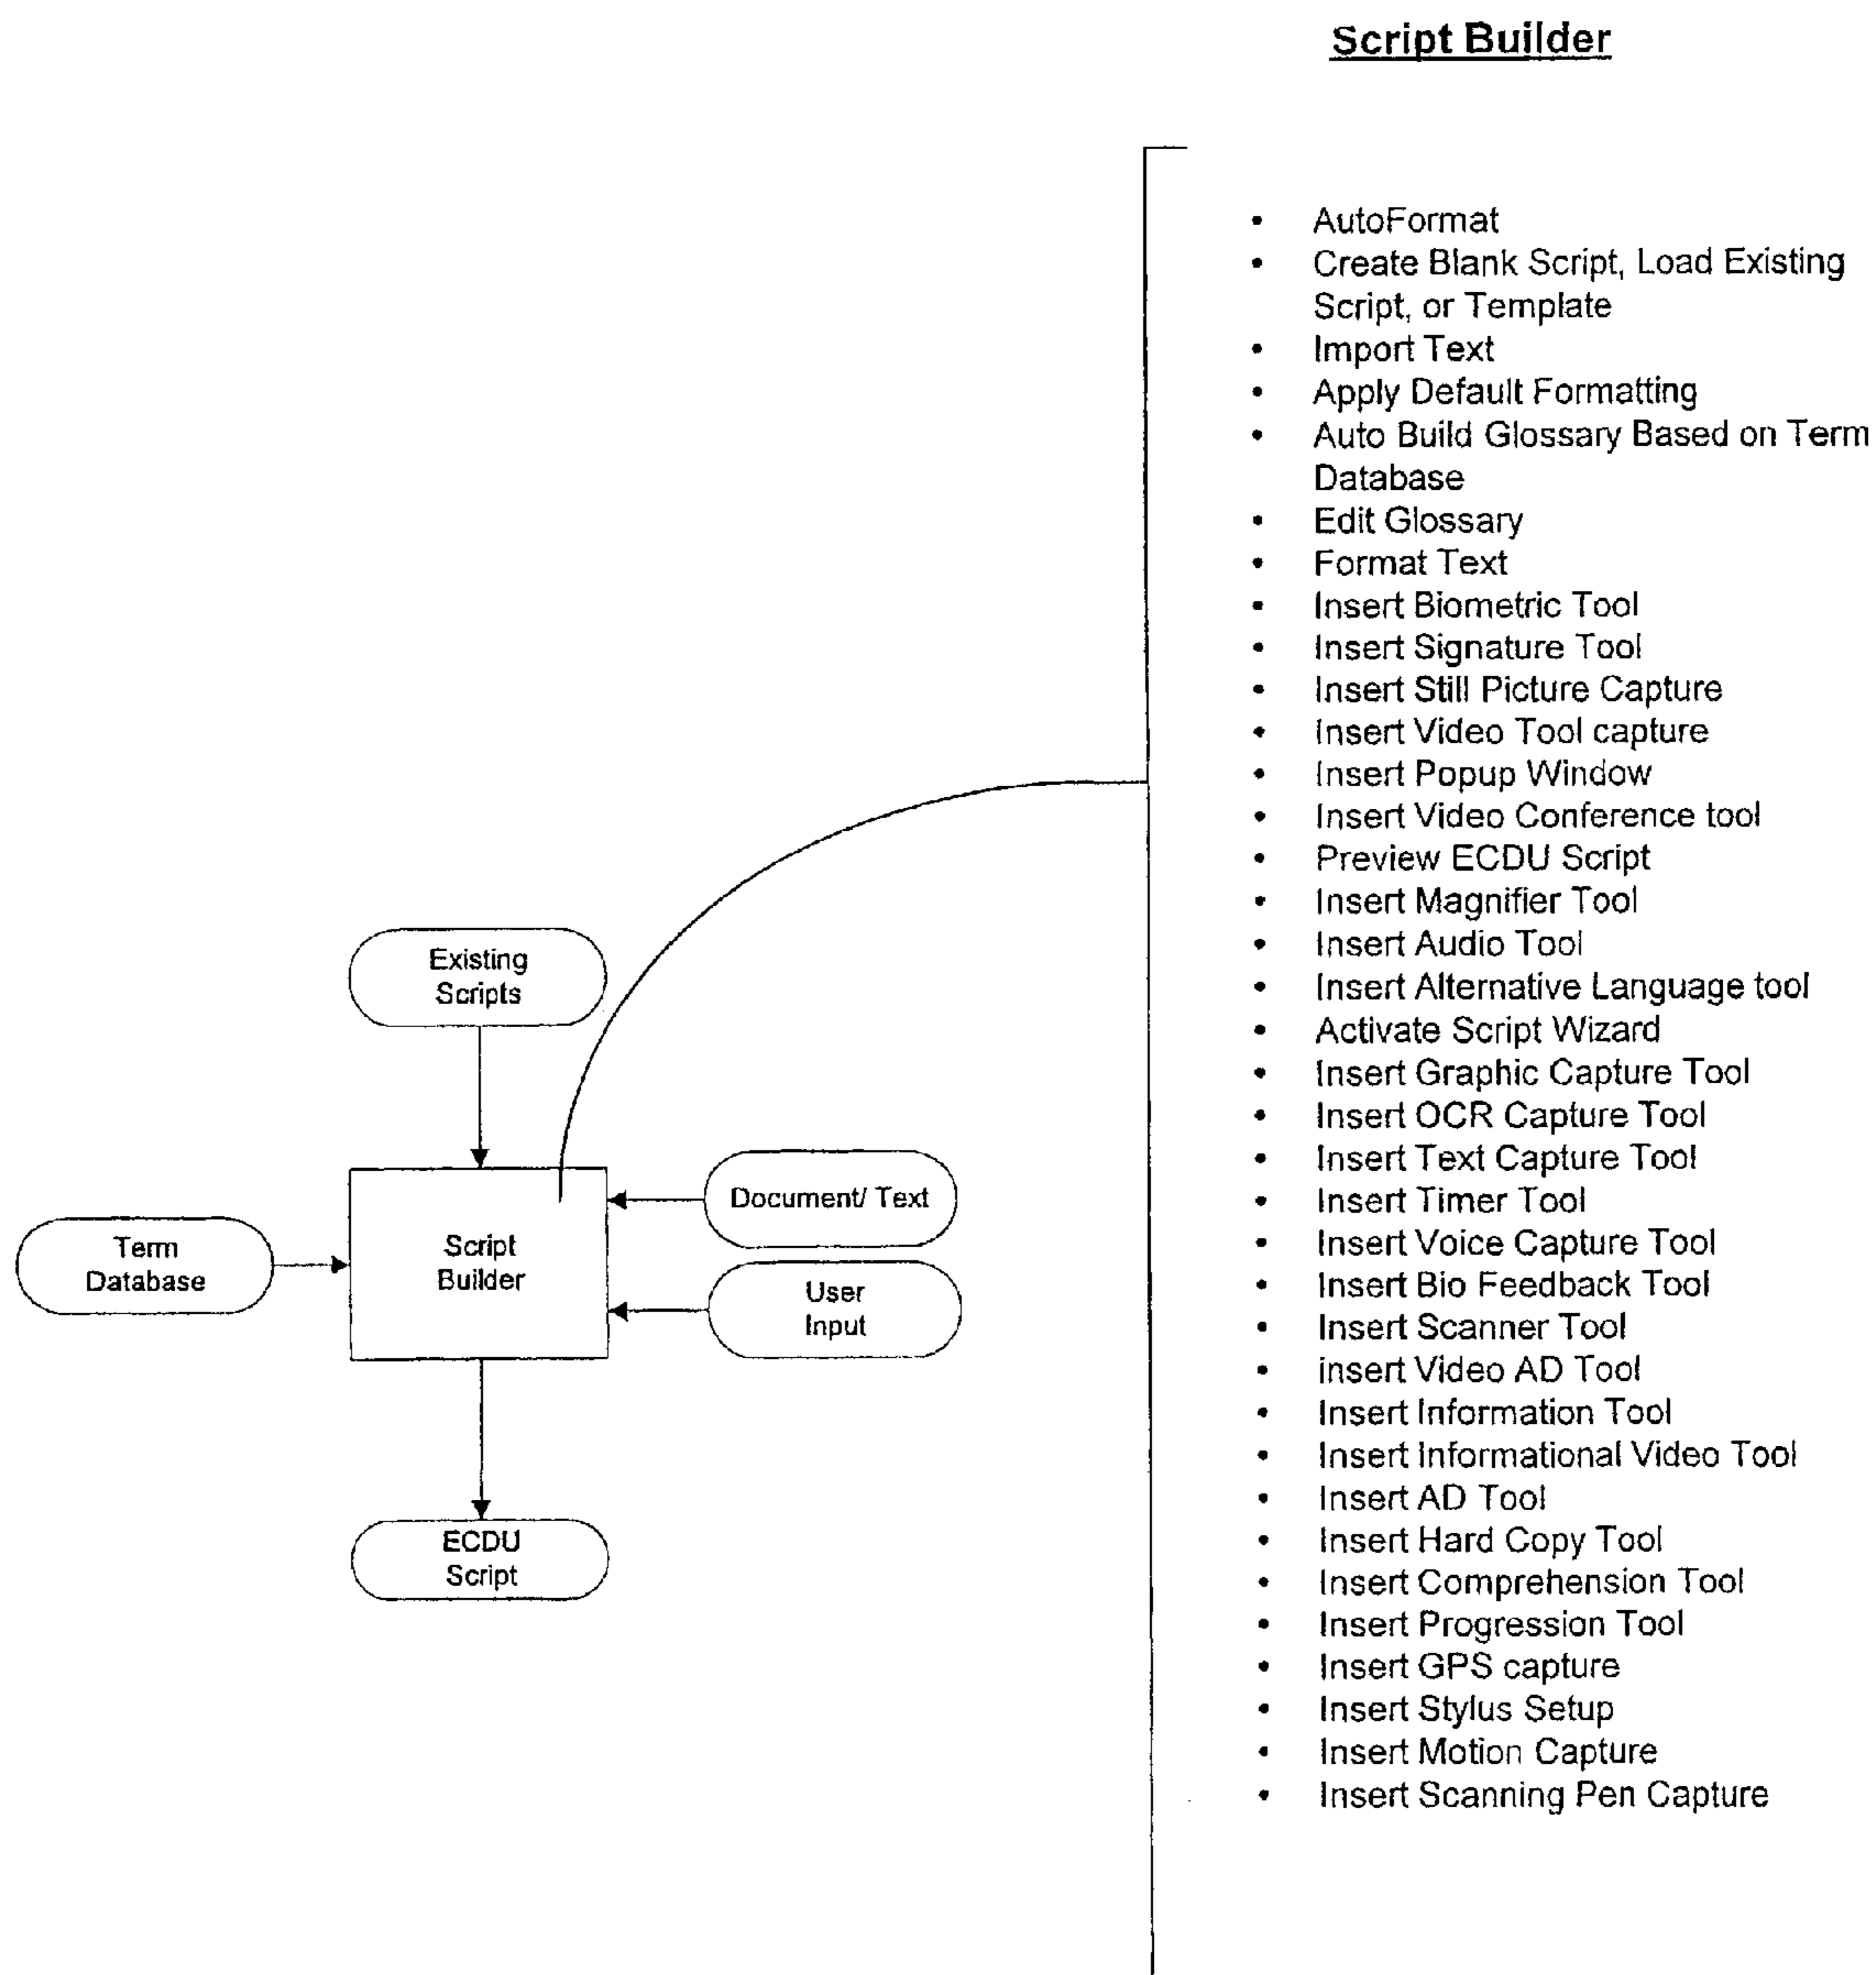 Script Builder
• AutoFormat
• Create Blank Script, Load Existing
Script, or Template
• Import Text
• Apply Default Formatting
• Auto Build Glossary Based on Term
Database
• Edit Glossary
• Format Text
• Insert Biometric Tool
• Insert Signature Tool
• Insert Still Picture Capture
• Insert Video Tool capture
• Insert Popup Window
• Insert Video Conference tool
• Preview ECDU Script
• Insert Magnifier Tool
• Insert Audio Tool
• Insert Alternative Language tool
• Activate Script Wizard
• Insert Graphic Capture Tool
• Insert OCR Capture Tool
• Insert Text Capture Tool
• Insert Timer Tool
• Insert Voice Capture Tool
• Insert Bio Feedback Tool
• Insert Scanner Tool
• insert Video AD Tool
• Insert Information Tool
• Insert Informational Video Tool
• Insert AD Tool
• Insert Hard Copy Tool
• Insert Comprehension Tool
• Insert Progression Tool
• Insert GPS capture
• Insert Stylus Setup
• Insert Motion Capture
• Insert Scanning Pen Capture
Existing
Scripts
Term
Database
Script
Builder
Document/ Text
User
Input
ECDU
Script